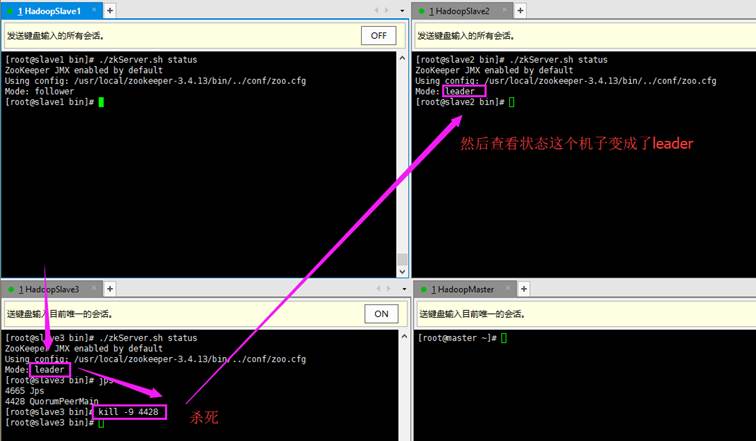 1 HadoopSlave1
发送键盘输入的所有会话。
OFF
[root@slave1 bin]# ./zkServer.sh status
ZooKeeper JMX enabled by default
Using config: /usr/local/zookeeper-3.4.13/bin/../conf/zoo.cfg
Mode: follower
[root@slave1 bin]#
1 HadoopSlave2
发送键盘输入的所有会话。
[root@slave2 bin]# ./zkServer.sh status
ZooKeeper JMX enabled by default
Using config: /usr/local/zookeeper-3.4.13/bin/../conf/zoo.cfg
Mode: leader
[root@slave2 bin]#
然后查看状态这个机子变成了leader
1 HadoopSlave3
送键盘输入目前唯一的会话。
ON
[root@slave3 bin]# ./zkServer.sh status
ZooKeeper JMX enabled by default
Using config: /usr/local/zookeeper-3.4.13/bin/../conf/zoo.cfg
Mode: leader
[root@slave3 bin]# jps
4665 Jps
4428 QuorumPeerMain
[root@slave3 bin]# kill -9 4428
[root@slave3 bin]#
杀死
1 HadoopMaster
送键盘输入目前唯一的会话。
[root@master ~]#